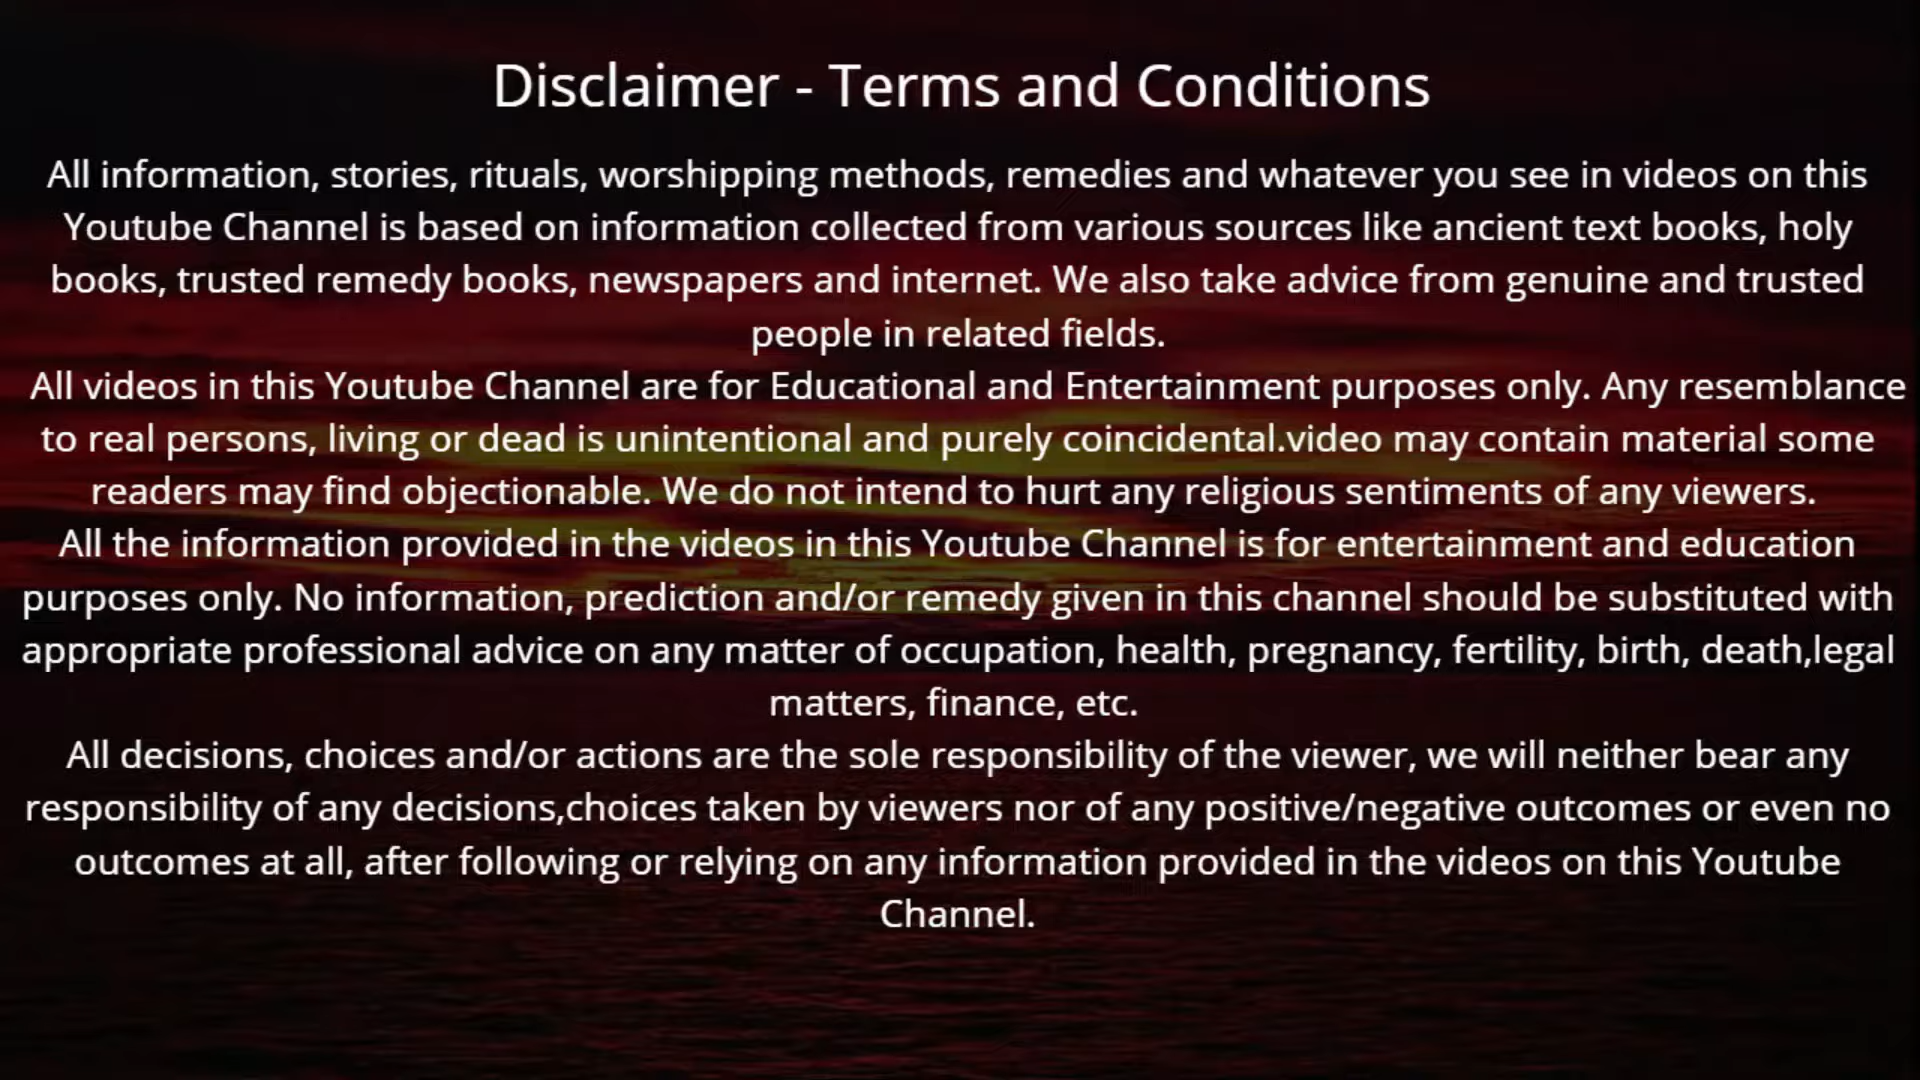 Disclaimer - Terms and Conditions
All information, stories, rituals, worshipping methods, remedies and whatever you see in videos on this
Youtube Channel is based on information collected from various sources like ancient text books, holy
books, trusted remedy books, newspapers and internet. We also take advice from genuine and trusted
people in related fields.
All videos in this Youtube Channel are for Educational and Entertainment purposes only. Any resemblance
to real persons, living or dead is unintentional and purely coincidental.video may contain material some
readers may find objectionable. We do not intend to hurt any religious sentiments of any viewers.
All the information provided in the videos in this Youtube Channel is for entertainment and education
purposes only. No information, prediction and/or remedy given in this channel should be substituted with
appropriate professional advice on any matter of occupation, health, pregnancy, fertility, birth, death,legal
matters, finance, etc.
All decisions, choices and/or actions are the sole responsibility of the viewer, we will neither bear any
responsibility of any decisions,choices taken by viewers nor of any positive/negative outcomes or even no
outcomes at all, after following or relying on any information provided in the videos on this Youtube
Channel.